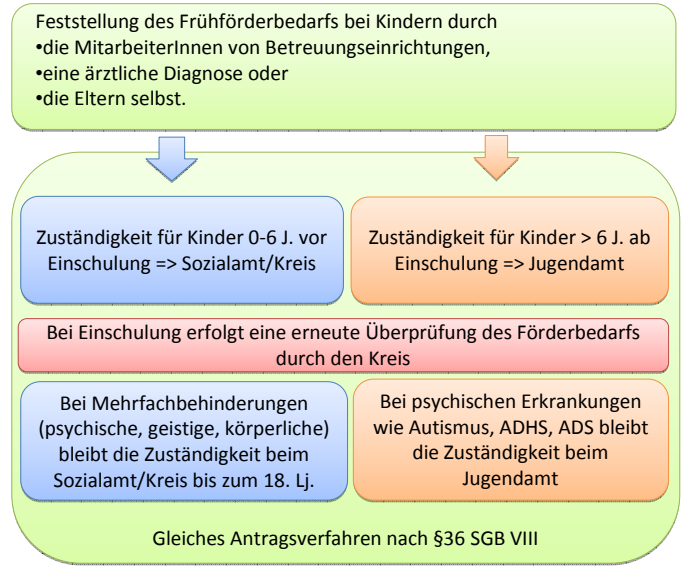 Feststellung des Frühförderbedarfs bei Kindern durch
•die MitarbeiterInnen von Betreuungseinrichtungen,
•eine ärztliche Diagnose oder
•die Eltern selbst.
Zuständigkeit für Kinder 0-6 J. vor
Einschulung => Sozialamt/Kreis
Zuständigkeit für Kinder > 6 J. ab
Einschulung => Jugendamt
Bei Einschulung erfolgt eine erneute Überprüfung des Förderbedarfs
durch den Kreis
Bei Mehrfachbehinderungen
(psychische, geistige, körperliche)
bleibt die Zuständigkeit beim
Sozialamt/Kreis bis zum 18. Lj.
Bei psychischen Erkrankungen
wie Autismus, ADHS, ADS bleibt
die Zuständigkeit beim
Jugendamt
Gleiches Antragsverfahren nach §36 SGB VIII